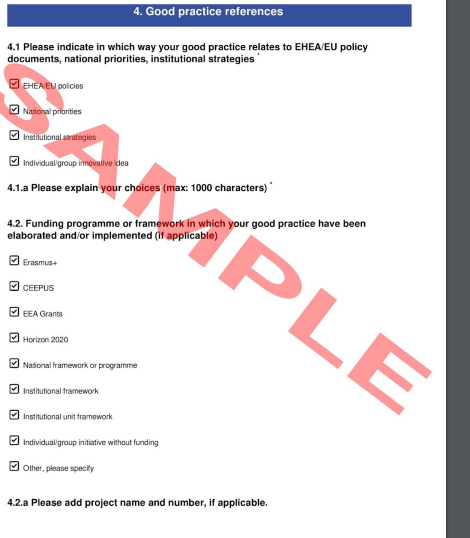 4. Good practice references
4.1 Please indicate in which way your good practice relates to EHEA/EU policy
documents, national priorities, institutional strategies *
EHEA/EU policies
National priorities
Institutional strategies
Individual/group innovative idea
4.1.a Please explain your choices (max: 1000 characters) *
4.2. Funding programme or framework in which your good practice have been
elaborated and/or implemented (if applicable)
Erasmus+
CEEPUS
EEA Grants
Horizon 2020
National framework or programme
Institutional framework
Institutional unit framework
Individual/group initiative without funding
Other, please specify
4.2.a Please add project name and number, if applicable.
SAMPLE